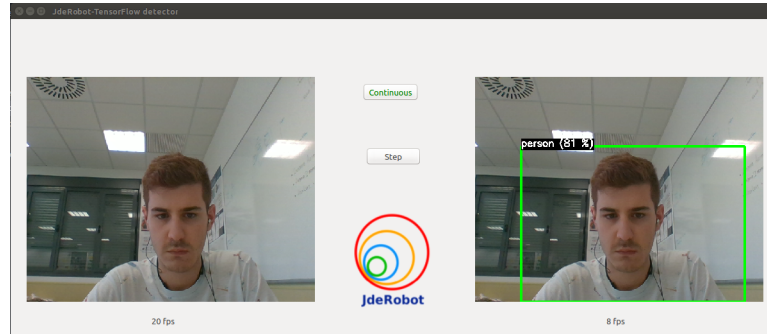 JdeRobot-TensorFlow detector
Continuous
person (81 %)
Step
JdeRobot
20 fps
8 fps